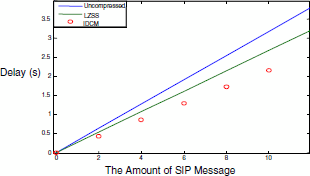 Uncompressed
LZSS
IDCM
3.5
3
2.5
2
1.5
1
0.5
0
Delay (s)
0 2 4 6 8 10
The Amount of SIP Message